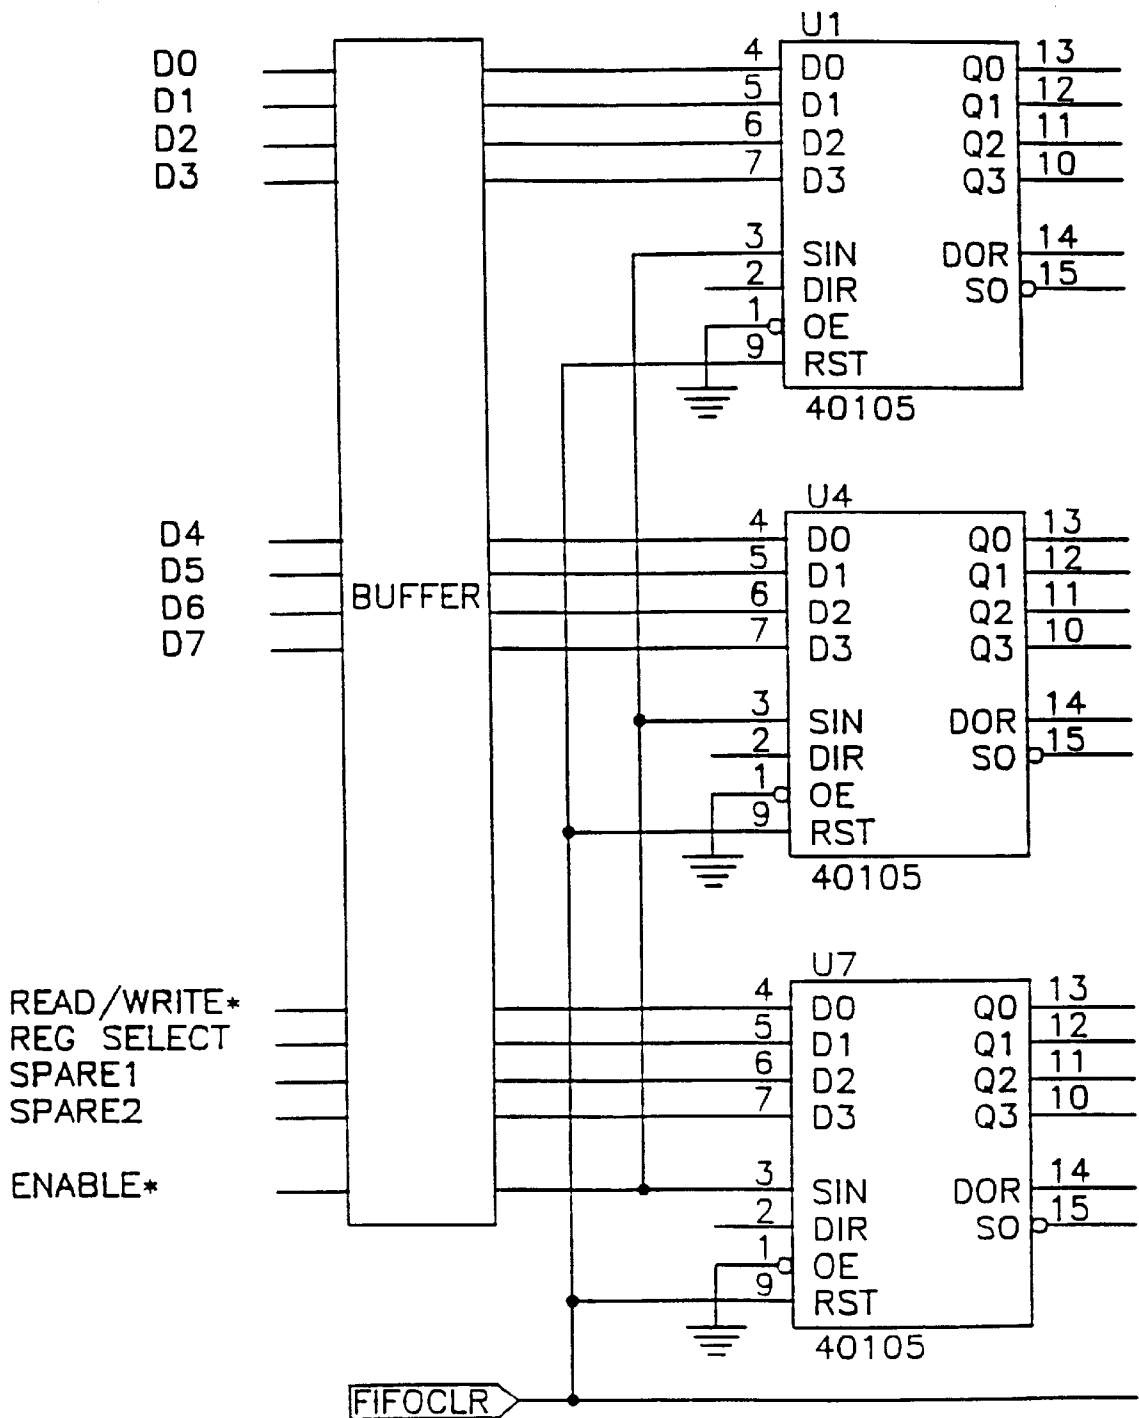 U1
D0 4 D0 Q0 13
D1 5 D1 Q1 12
D2 6 D2 Q2 11
D3 7 D3 Q3 10
3 SIN DOR 14
2 DIR SO 15
1 OE
9 RST
40105
U4
D4 4 D0 Q0 13
D5 5 D1 Q1 12
BUFFER
D6 6 D2 Q2 11
D7 7 D3 Q3 10
3 SIN DOR 14
2 DIR SO 15
1 OE
9 RST
40105
U7
READ/WRITE* 4 D0 Q0 13
REG SELECT 5 D1 Q1 12
SPARE1 6 D2 Q2 11
SPARE2 7 D3 Q3 10
ENABLE* 3 SIN DOR 14
2 DIR SO 15
1 OE
9 RST
40105
FIFOCLR